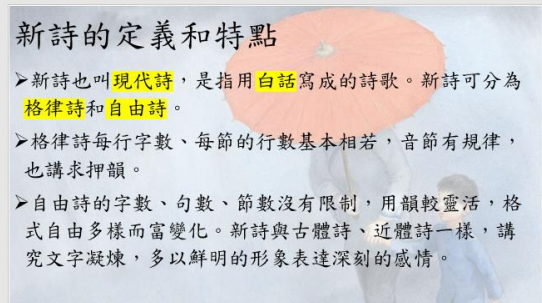 新詩的定義和特點
➢新詩也叫現代詩，是指用白話寫成的詩歌。新詩可分為
格律詩和自由詩。
➢格律詩每行字數、每節的行數基本相若，音節有規律，
也講求押韻。
➢自由詩的字數、句數、節數沒有限制，用韻較靈活，格
式自由多樣而富變化。新詩與古體詩、近體詩一樣，講
究文字凝煉，多以鮮明的形象表達深刻的感情。